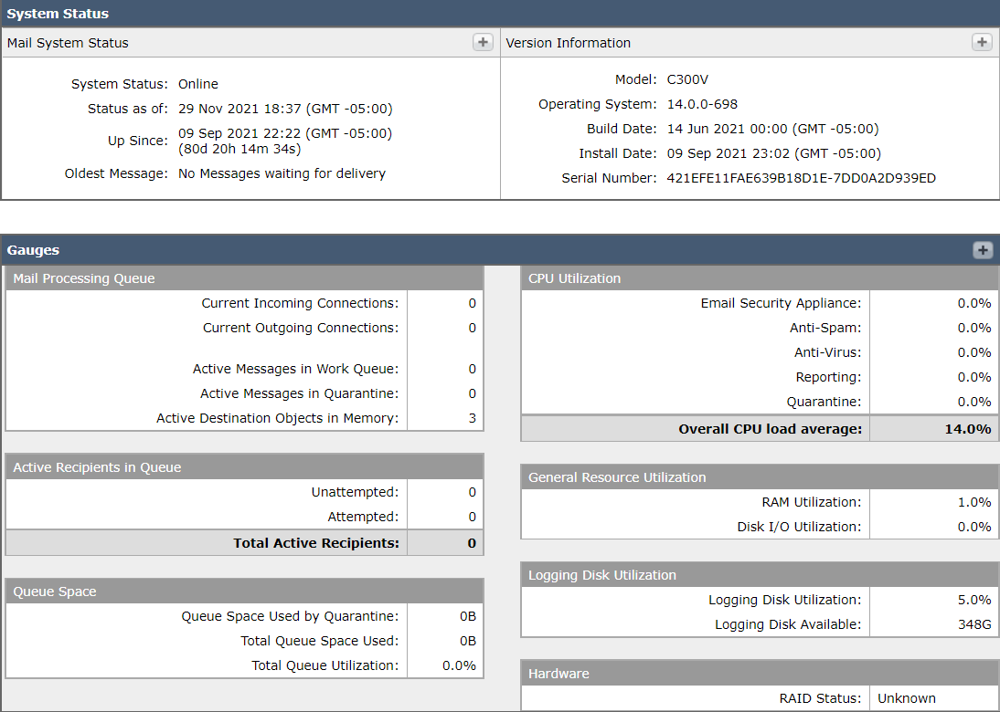 System Status
Mail System Status
System Status: Online
Status as of: 29 Nov 2021 18:37 (GMT -05:00)
Up Since: 09 Sep 2021 22:22 (GMT -05:00)
(80d 20h 14m 34s)
Oldest Message: No Messages waiting for delivery
Version Information
Model: C300V
Operating System: 14.0.0-698
Build Date: 14 Jun 2021 00:00 (GMT -05:00)
Install Date: 09 Sep 2021 23:02 (GMT -05:00)
Serial Number: 421EFE11FAE639B18D1E-7DD0A2D939ED
Gauges
Mail Processing Queue
Current Incoming Connections: 0
Current Outgoing Connections: 0
Active Messages in Work Queue: 0
Active Messages in Quarantine: 0
Active Destination Objects in Memory: 3
Active Recipients in Queue
Unattempted: 0
Attempted: 0
Total Active Recipients: 0
Queue Space
Queue Space Used by Quarantine: 0B
Total Queue Space Used: 0B
Total Queue Utilization: 0.0%
CPU Utilization
Email Security Appliance: 0.0%
Anti-Spam: 0.0%
Anti-Virus: 0.0%
Reporting: 0.0%
Quarantine: 0.0%
Overall CPU load average: 14.0%
General Resource Utilization
RAM Utilization: 1.0%
Disk I/O Utilization: 0.0%
Logging Disk Utilization
Logging Disk Utilization: 5.0%
Logging Disk Available: 348G
Hardware
RAID Status: Unknown